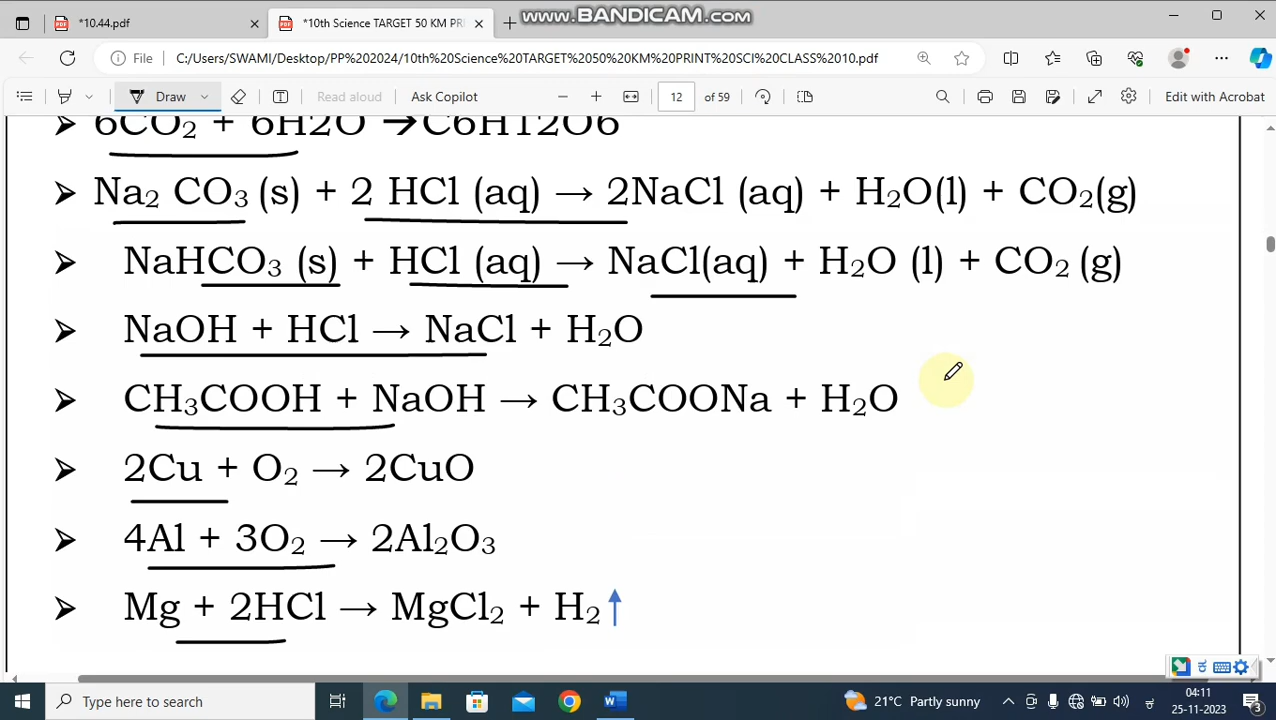 *10.44.pdf
*10th Science TARGET 50 KM PRI
www.BANDICAM.com
File
C:/Users/SWAMI/Desktop/PP%202024/10th%20Science%20TARGET%2050%20KM%20PRINT%20SCI%20CLASS%2010.pdf
Draw
Read aloud
Ask Copilot
12 of 59
Edit with Acrobat
➢ 6CO₂ + 6H2O → C6H12O6
➢ Na₂ CO₃ (s) + 2 HCl (aq) → 2NaCl (aq) + H₂O(l) + CO₂(g)
➢ NaHCO₃ (s) + HCl (aq) → NaCl(aq) + H₂O (l) + CO₂ (g)
➢ NaOH + HCl → NaCl + H₂O
➢ CH₃COOH + NaOH → CH₃COONa + H₂O
➢ 2Cu + O₂ → 2CuO
➢ 4Al + 3O₂ → 2Al₂O₃
➢ Mg + 2HCl → MgCl₂ + H₂ ↑
Type here to search
21°C Partly sunny
04:11
25-11-2023
3